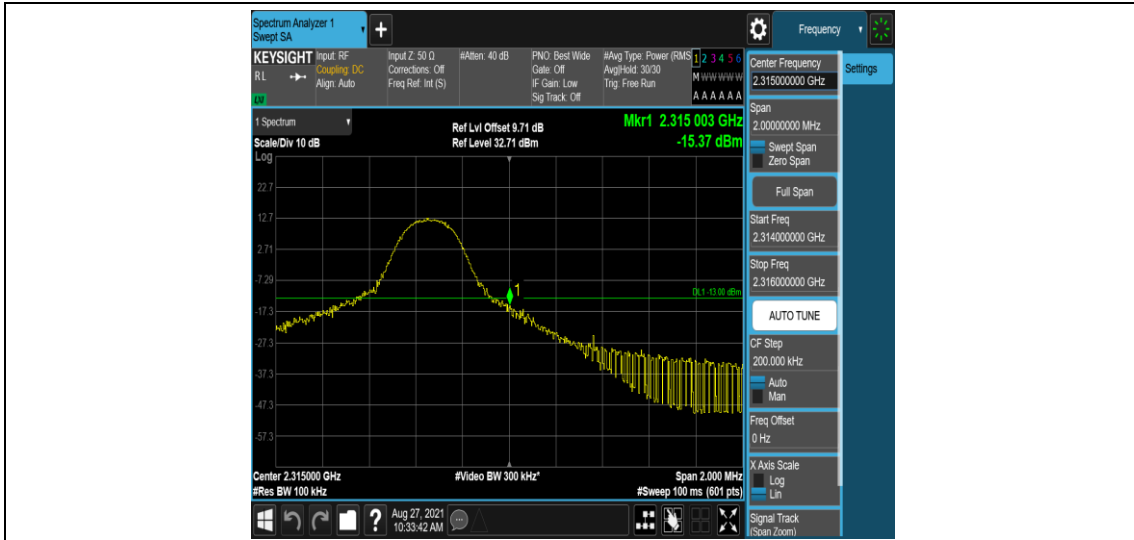 Spectrum Analyzer 1
Swept SA
+
Frequency
KEYSIGHT
RL
Input: RF
Coupling: DC
Align: Auto
Input Z: 50 Ω
Corrections: Off
Freq Ref: Int (S)
#Atten: 40 dB
PNO: Best Wide
Gate: Off
IF Gain: Low
Sig Track: Off
#Avg Type: Power (RMS
Avg|Hold: 30/30
Trig: Free Run
1 2 3 4 5 6
M W W W W W
A A A A A A
1 Spectrum
Scale/Div 10 dB
Log
Ref Lvl Offset 9.71 dB
Ref Level 32.71 dBm
Mkr1 2.315 003 GHz
-15.37 dBm
22.7
12.7
2.71
-7.29
-17.3
-27.3
-37.3
-47.3
-57.3
1
DL1 -13.00 dBm
Center 2.315000 GHz
#Res BW 100 kHz
#Video BW 300 kHz*
Span 2.000 MHz
#Sweep 100 ms (601 pts)
Center Frequency
2.315000000 GHz
Settings
Span
2.00000000 MHz
Swept Span
Zero Span
Full Span
Start Freq
2.314000000 GHz
Stop Freq
2.316000000 GHz
AUTO TUNE
CF Step
200.000 kHz
Auto
Man
Freq Offset
0 Hz
X Axis Scale
Log
Lin
Signal Track
(Span Zoom)
?
Aug 27, 2021
10:33:42 AM